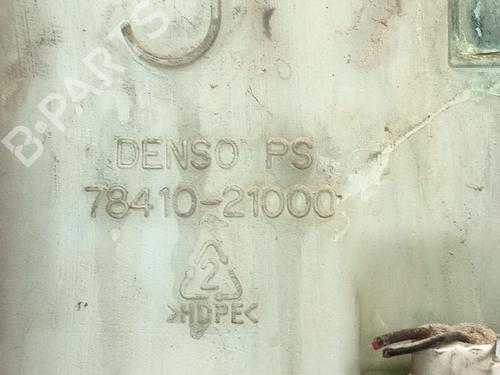 B-PARTS
DENSO PS
78410-21000
2
>HDPE<